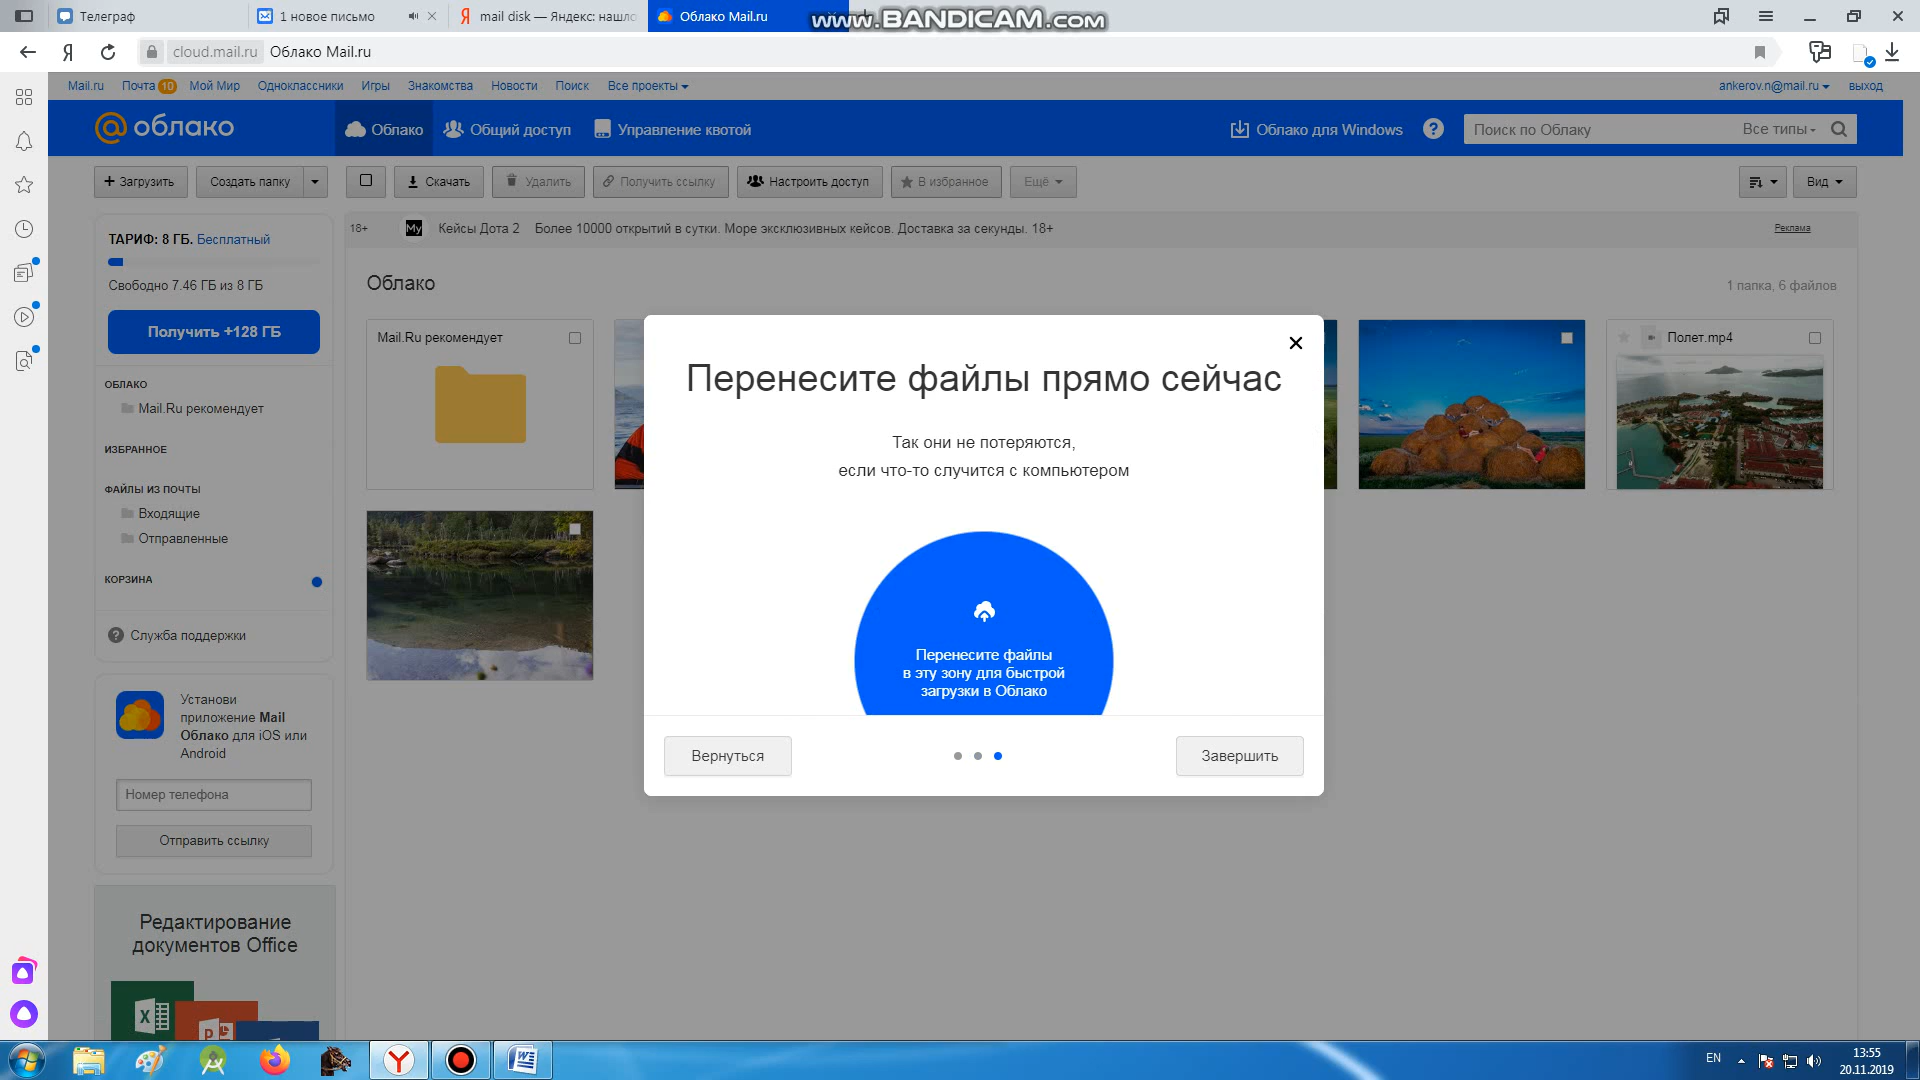 Телеграф
1 новое письмо
mail disk — Яндекс: нашло
Облако Mail.ru
www.BANDICAM.com
cloud.mail.ru Облако Mail.ru
Mail.ru Почта 10 Мой Мир Одноклассники Игры Знакомства Новости Поиск Все проекты
ankerov.n@mail.ru выход
облако
Облако
Общий доступ
Управление квотой
Облако для Windows
Поиск по Облаку
Все типы
Загрузить
Создать папку
Скачать
Удалить
Получить ссылку
Настроить доступ
В избранное
Ещё
Вид
ТАРИФ: 8 ГБ. Бесплатный
Свободно 7.46 ГБ из 8 ГБ
Получить +128 ГБ
ОБЛАКО
Mail.Ru рекомендует
ИЗБРАННОЕ
ФАЙЛЫ ИЗ ПОЧТЫ
Входящие
Отправленные
КОРЗИНА
Служба поддержки
Установи
приложение Mail
Облако для iOS или
Android
Номер телефона
Отправить ссылку
Редактирование
документов Office
18+ My Кейсы Дота 2 Более 10000 открытий в сутки. Море эксклюзивных кейсов. Доставка за секунды. 18+
Реклама
Облако
1 папка, 6 файлов
Mail.Ru рекомендует
Полет.mp4
Перенесите файлы прямо сейчас
Так они не потеряются,
если что-то случится с компьютером
Перенесите файлы
в эту зону для быстрой
загрузки в Облако
Вернуться
Завершить
EN
13:55
20.11.2019